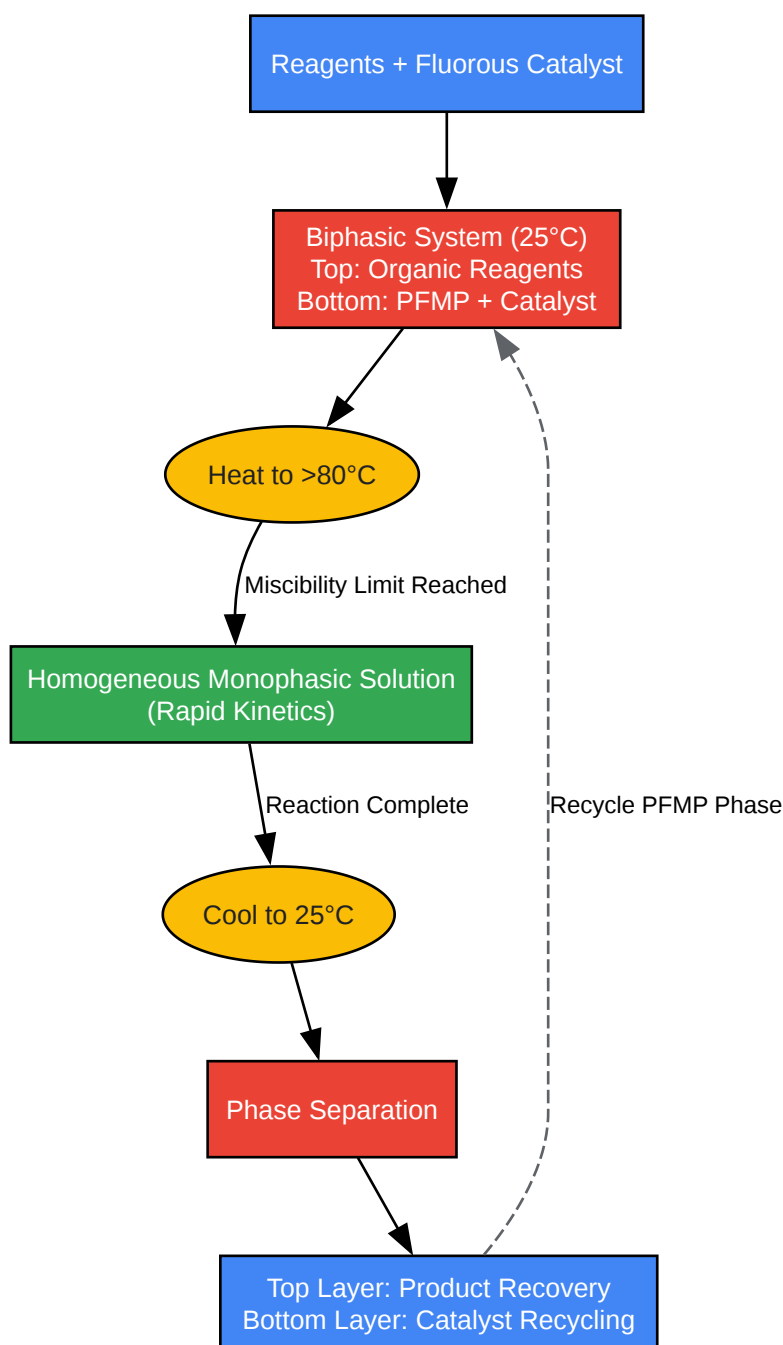 Reagents + Fluorous Catalyst
Biphasic System (25°C)
Top: Organic Reagents
Bottom: PFMP + Catalyst
Heat to >80°C
Miscibility Limit Reached
Homogeneous Monophasic Solution
(Rapid Kinetics)
Reaction Complete
Recycle PFMP Phase
Cool to 25°C
Phase Separation
Top Layer: Product Recovery
Bottom Layer: Catalyst Recycling